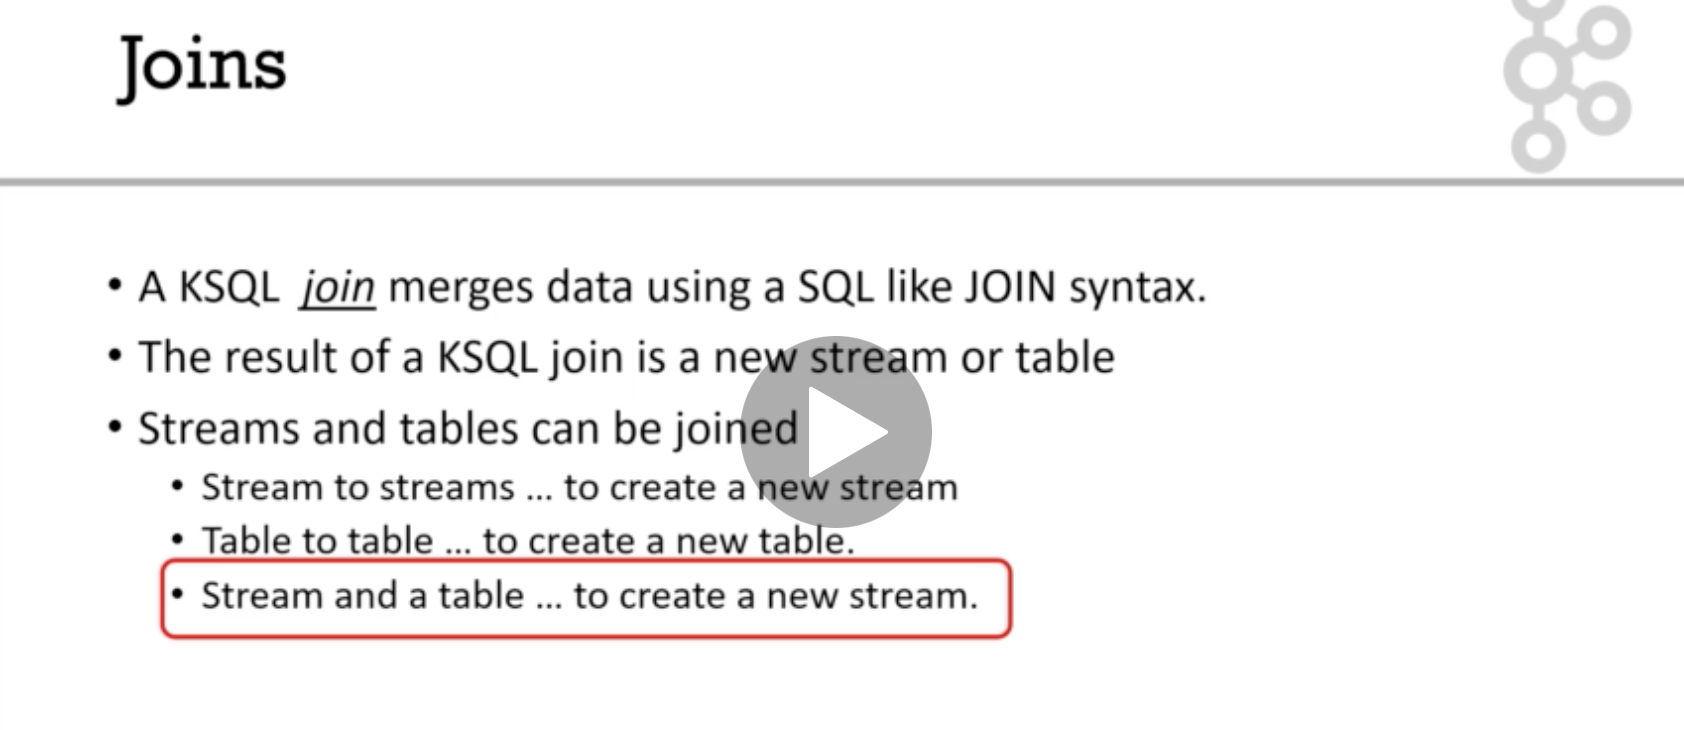 Joins
• A KSQL join merges data using a SQL like JOIN syntax.
• The result of a KSQL join is a new stream or table
• Streams and tables can be joined
• Stream to streams ... to create a new stream
• Table to table ... to create a new table.
• Stream and a table ... to create a new stream.